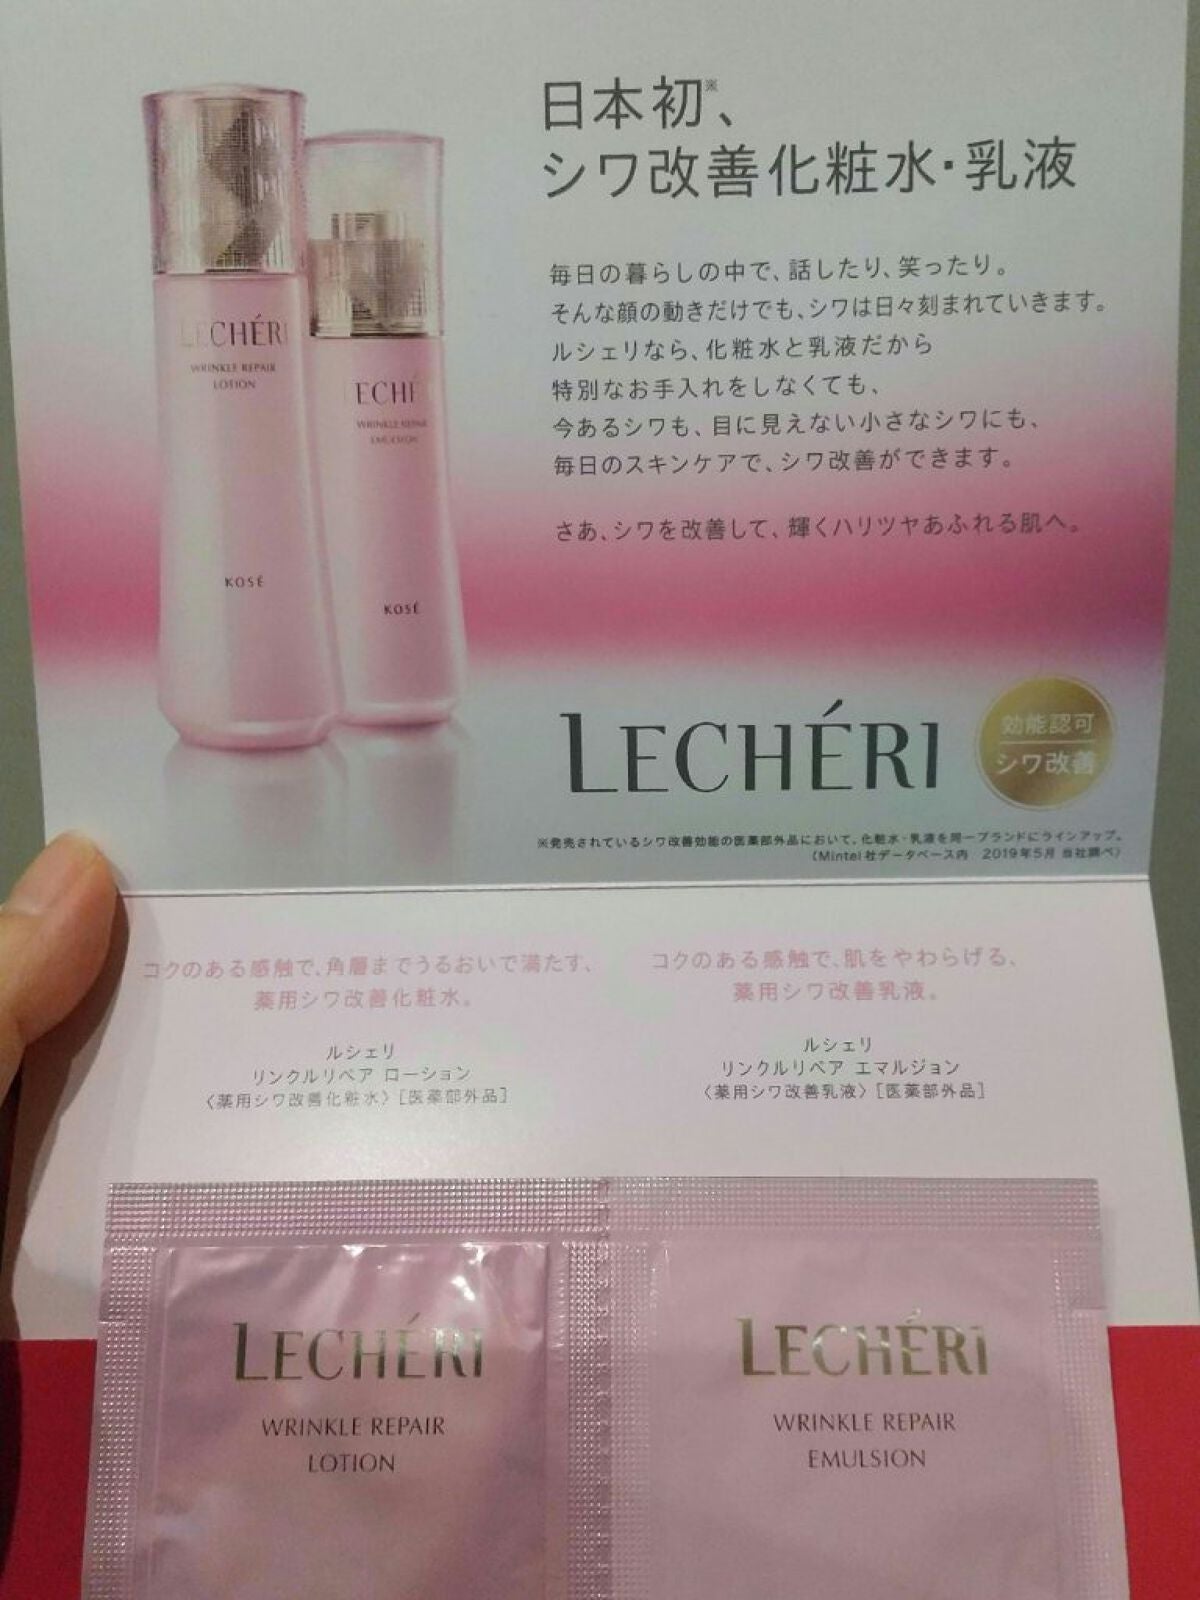 日本初※、
シワ改善化粧水・乳液
毎日の暮らしの中で、話したり、笑ったり。
そんな顔の動きだけでも、シワは日々刻まれていきます。
ルシェリなら、化粧水と乳液だから
特別なお手入れをしなくても、
今あるシワも、目に見えない小さなシワにも、
毎日のスキンケアで、シワ改善ができます。
さあ、シワを改善して、輝くハリツヤあふれる肌へ。
LECHÉRI
WRINKLE REPAIR
LOTION
KOSÉ
ECHÉ
WRINKLE REPAIR
EMULSION
KOSÉ
LECHÉRI
効能認可
シワ改善
※発売されているシワ改善効能の医薬部外品において、化粧水・乳液を同一ブランドにラインアップ。
(Mintel社データベース内 2019年5月 当社調べ)
コクのある感触で、角層までうるおいで満たす、
薬用シワ改善化粧水。
ルシェリ
リンクルリペア ローション
〈薬用シワ改善化粧水〉[医薬部外品]
コクのある感触で、肌をやわらげる、
薬用シワ改善乳液。
ルシェリ
リンクルリペア エマルジョン
〈薬用シワ改善乳液〉[医薬部外品]
LECHÉRI
WRINKLE REPAIR
LOTION
LECHÉRI
WRINKLE REPAIR
EMULSION